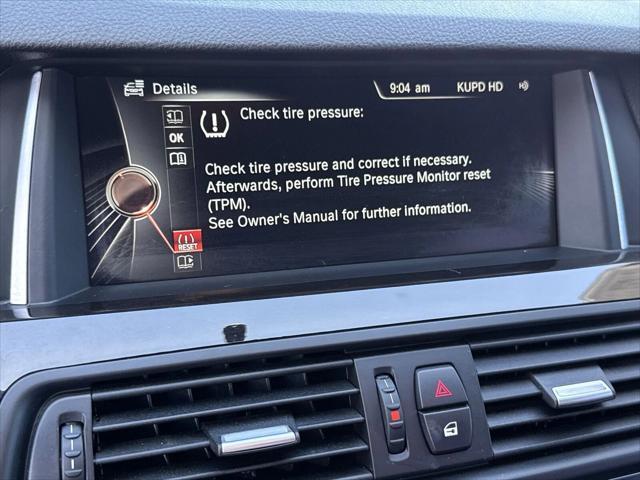 Details
9:04 am KUPD HD
OK
Check tire pressure:
Check tire pressure and correct if necessary.
Afterwards, perform Tire Pressure Monitor reset
(TPM).
See Owner's Manual for further information.
RESET